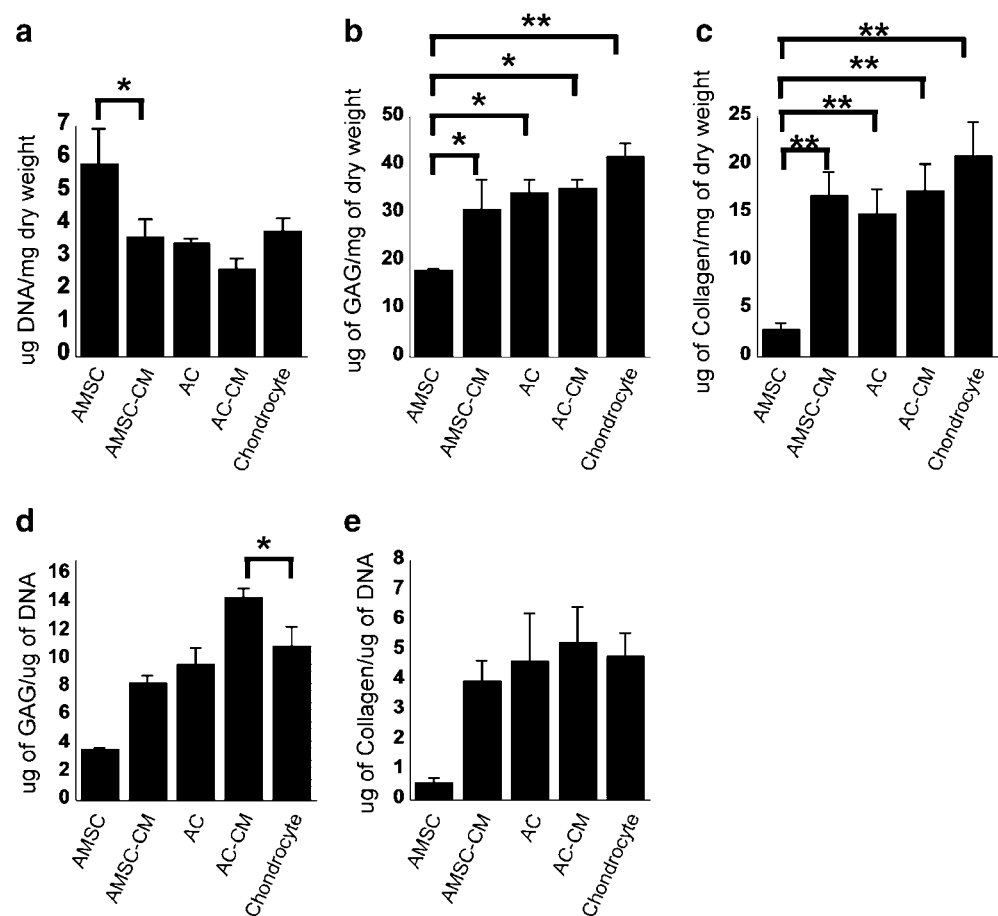 a
*
ug DNA/mg dry weight
7
6
5
4
3
2
1
0
AMSC
AMSC-CM
AC
AC-CM
Chondrocyte
b
**
*
*
*
ug of GAG/mg of dry weight
50
40
30
20
10
0
AMSC
AMSC-CM
AC
AC-CM
Chondrocyte
c
**
**
**
**
ug of Collagen/mg of dry weight
25
20
15
10
5
0
AMSC
AMSC-CM
AC
AC-CM
Chondrocyte
d
*
ug of GAG/ug of DNA
16
14
12
10
8
6
4
2
0
AMSC
AMSC-CM
AC
AC-CM
Chondrocyte
e
ug of Collagen/ug of DNA
8
7
6
5
4
3
2
1
0
AMSC
AMSC-CM
AC
AC-CM
Chondrocyte